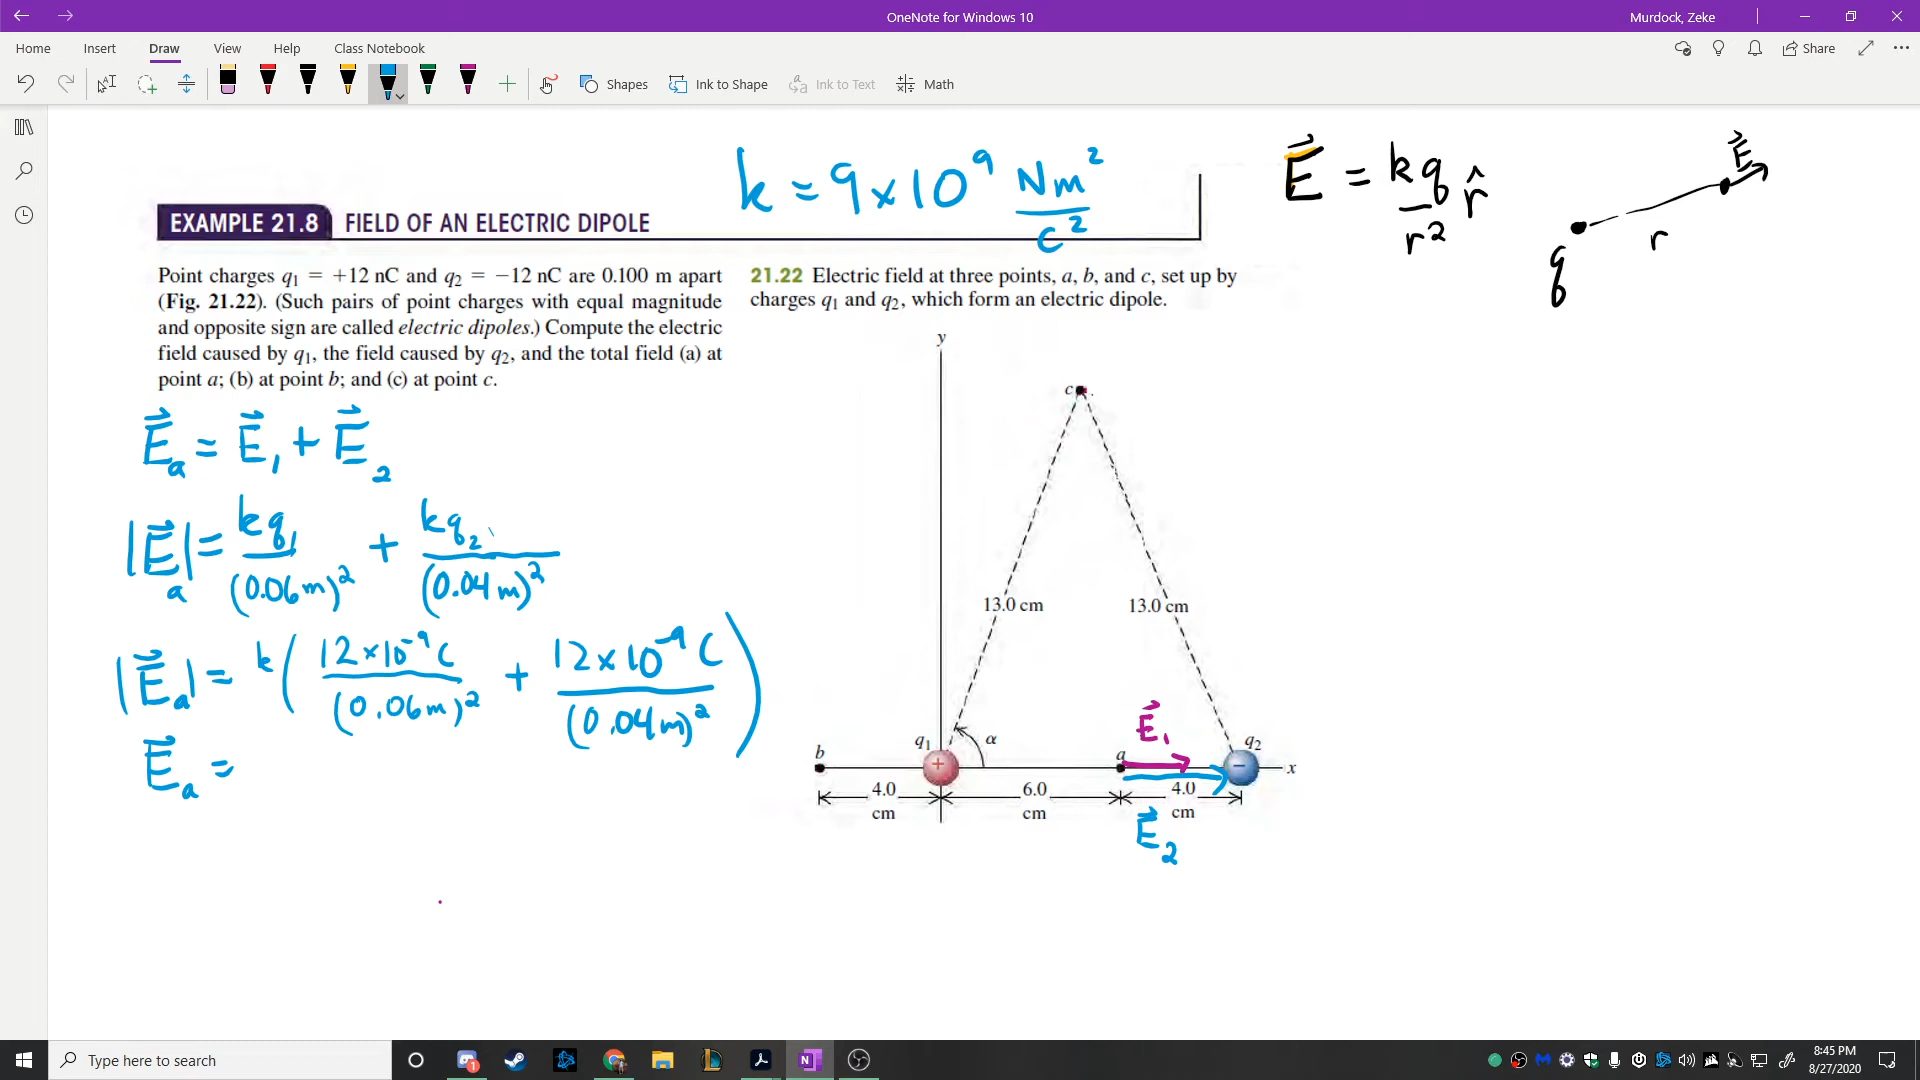 OneNote for Windows 10
Murdock, Zeke
Home Insert Draw View Help Class Notebook
Share
Shapes Ink to Shape Ink to Text Math
k = 9 x 10⁹ Nm²/C²
E⃗ = kq/r² r̂
E⃗
r
q
EXAMPLE 21.8 FIELD OF AN ELECTRIC DIPOLE
Point charges q₁ = +12 nC and q₂ = −12 nC are 0.100 m apart
(Fig. 21.22). (Such pairs of point charges with equal magnitude
and opposite sign are called electric dipoles.) Compute the electric
field caused by q₁, the field caused by q₂, and the total field (a) at
point a; (b) at point b; and (c) at point c.
21.22 Electric field at three points, a, b, and c, set up by
charges q₁ and q₂, which form an electric dipole.
E⃗a = E⃗₁ + E⃗₂
|E⃗a| = kq₁/(0.06m)² + kq₂/(0.04m)²
|E⃗a| = k( 12×10⁻⁹C/(0.06m)² + 12×10⁻⁹C/(0.04m)² )
E⃗a =
y
c
13.0 cm 13.0 cm
E⃗₁
b q₁ α a q₂
+ − x
4.0 6.0 4.0
cm cm cm
E⃗₂
Type here to search
8:45 PM
8/27/2020